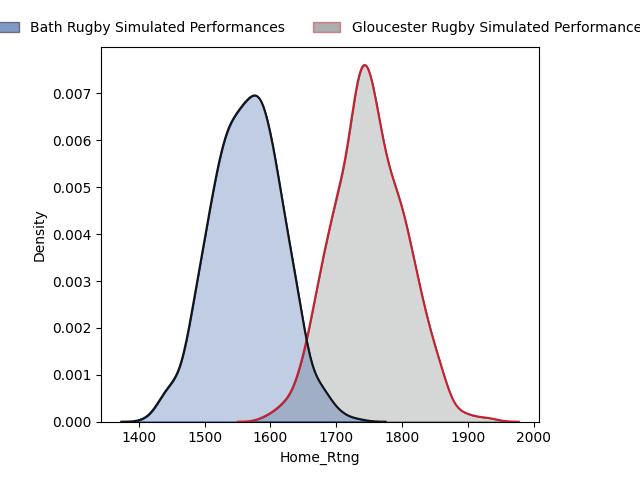 Bath Rugby Simulated Performances
Gloucester Rugby Simulated Performance
0.007
0.006
0.005
0.004
0.003
0.002
0.001
0.000
Density
1400 1500 1600 1700 1800 1900 2000
Home_Rtng